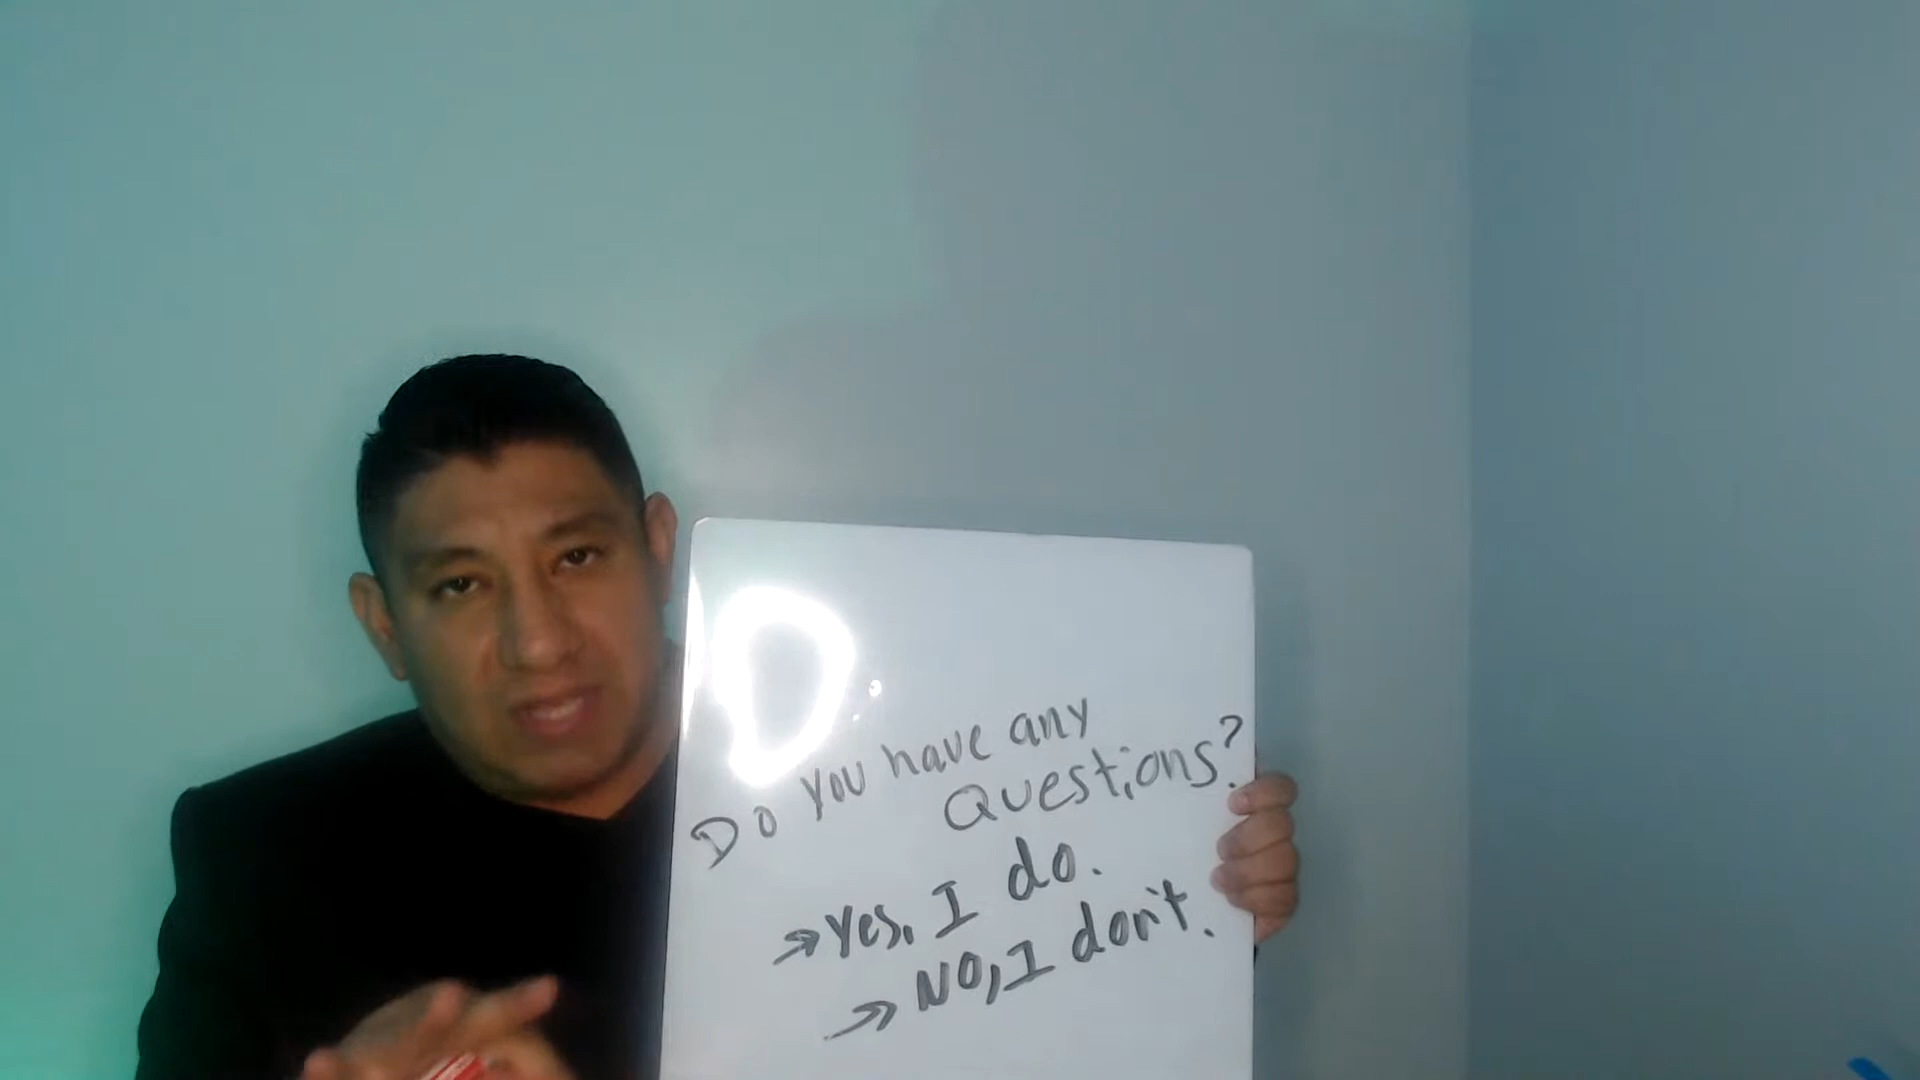 Do you have any
Questions?
→Yes, I do.
→ No, I don't.